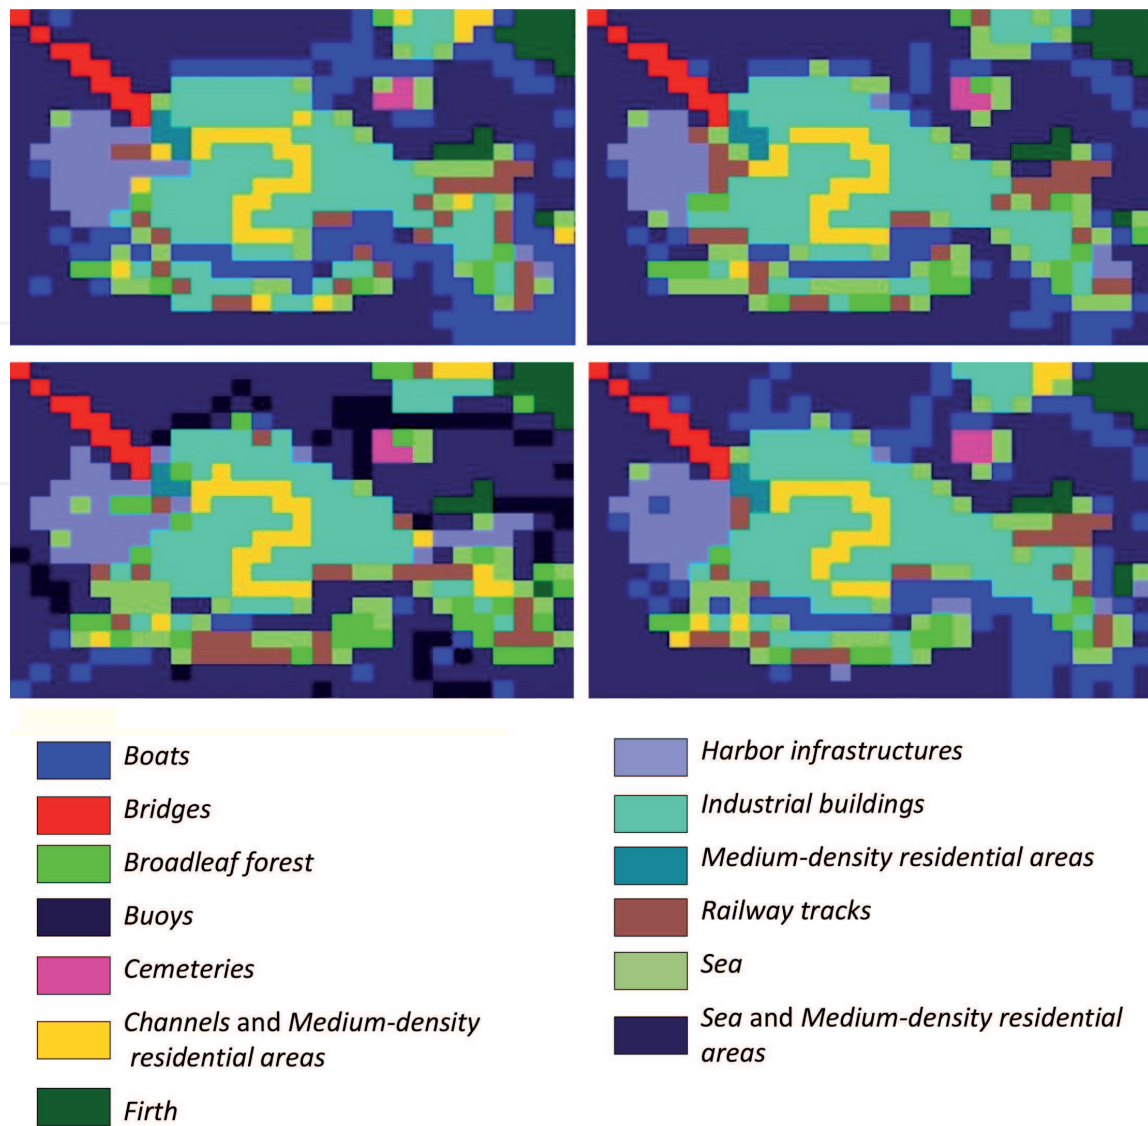 Boats
Bridges
Broadleaf forest
Buoys
Cemeteries
Channels and Medium-density
residential areas
Firth
Harbor infrastructures
Industrial buildings
Medium-density residential areas
Railway tracks
Sea
Sea and Medium-density residential
areas